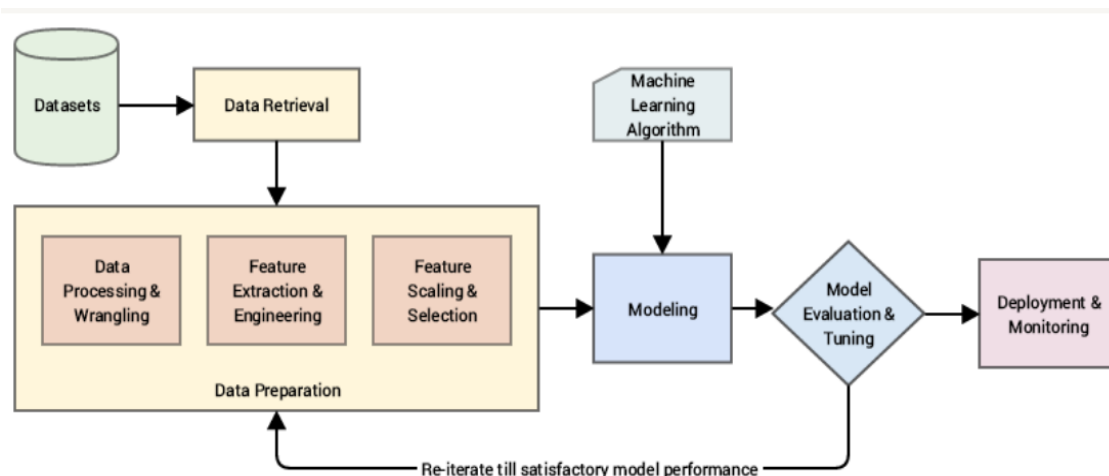 Datasets
Data Retrieval
Machine
Learning
Algorithm
Data
Processing &
Wrangling
Feature
Extraction &
Engineering
Feature
Scaling &
Selection
Data Preparation
Modeling
Model
Evaluation &
Tuning
Deployment &
Monitoring
Re-iterate till satisfactory model performance